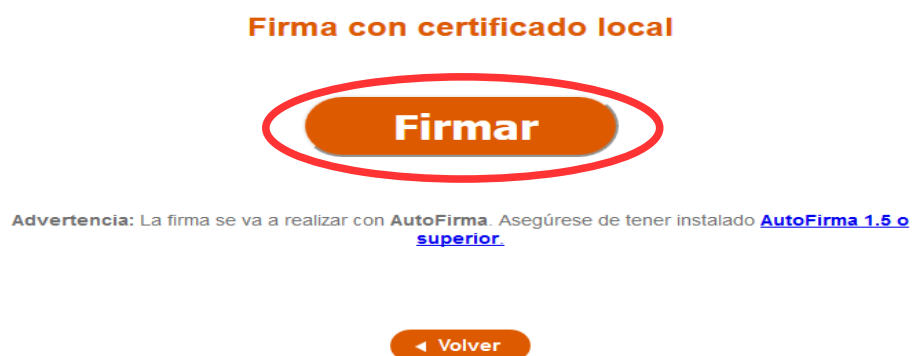 Firma con certificado local
Firmar
Advertencia: La firma se va a realizar con AutoFirma. Asegúrese de tener instalado AutoFirma 1.5 o
superior.
◄ Volver